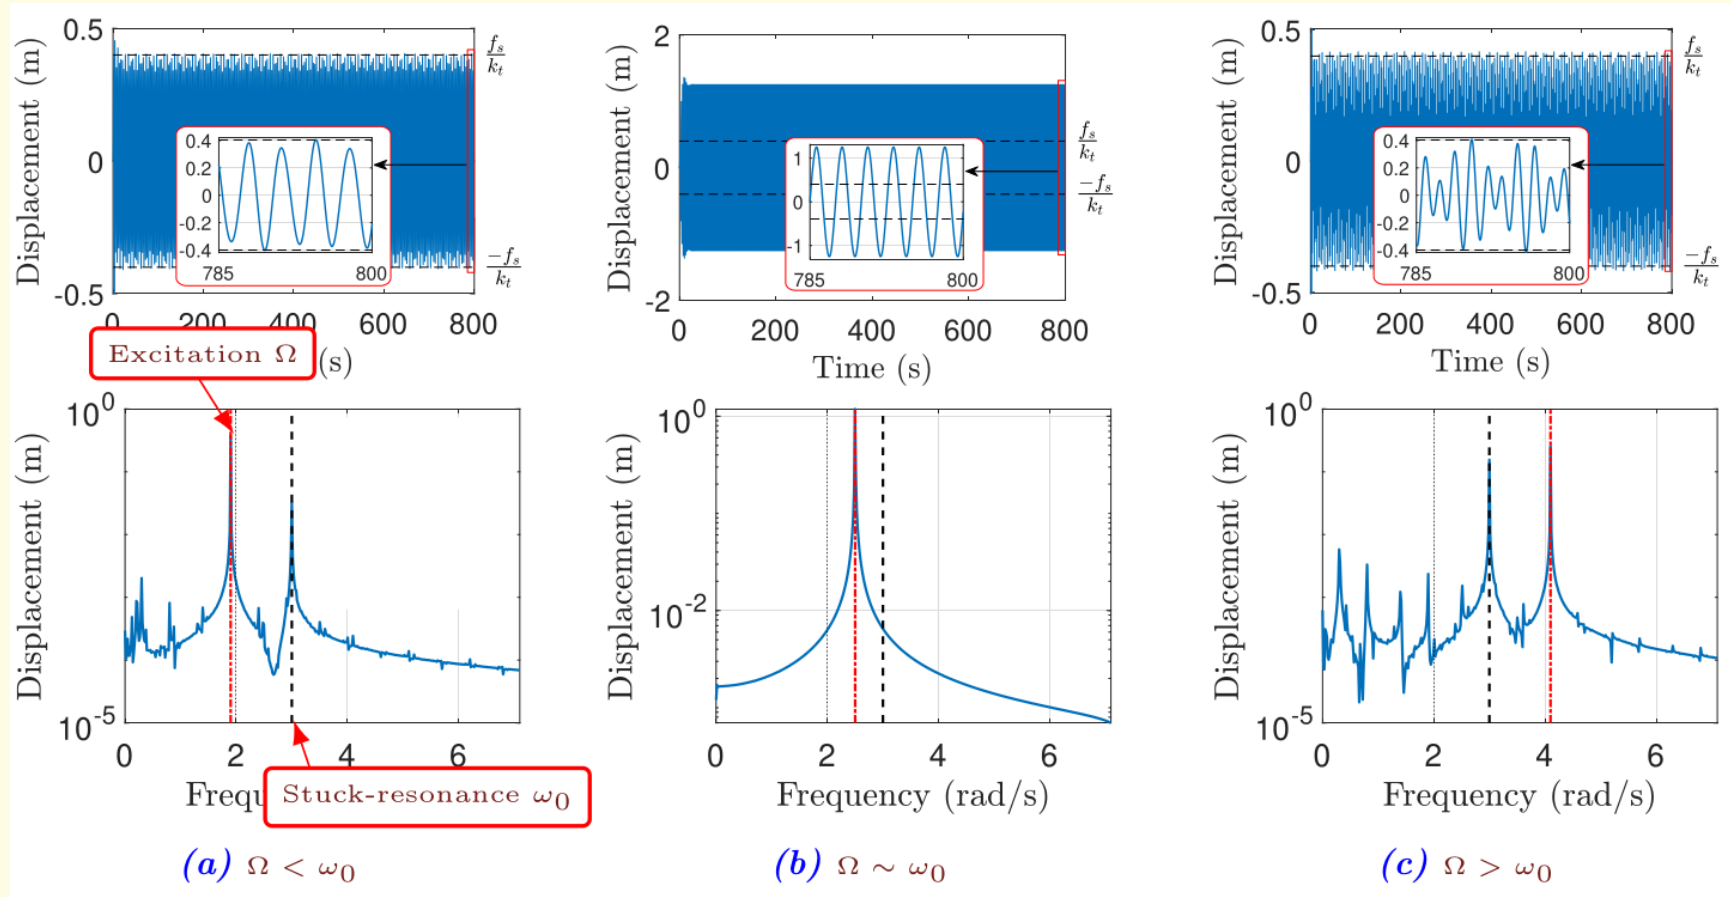 Displacement (m)
0.5
0
-0.5
f_s/k_t
-f_s/k_t
0.4
0.2
0
-0.2
-0.4
785 800
0 200 400 600 800
(s)
Excitation Ω
Displacement (m)
2
0
-2
f_s/k_t
-f_s/k_t
1
0
-1
785 800
0 200 400 600 800
Time (s)
Displacement (m)
0.5
0
-0.5
f_s/k_t
-f_s/k_t
0.4
0.2
0
-0.2
-0.4
785 800
0 200 400 600 800
Time (s)
Displacement (m)
10^0
10^-5
0 2 4 6
Frequ
Stuck-resonance ω_0
(a) Ω < ω_0
Displacement (m)
10^0
10^-2
0 2 4 6
Frequency (rad/s)
(b) Ω ∼ ω_0
Displacement (m)
10^0
10^-5
0 2 4 6
Frequency (rad/s)
(c) Ω > ω_0